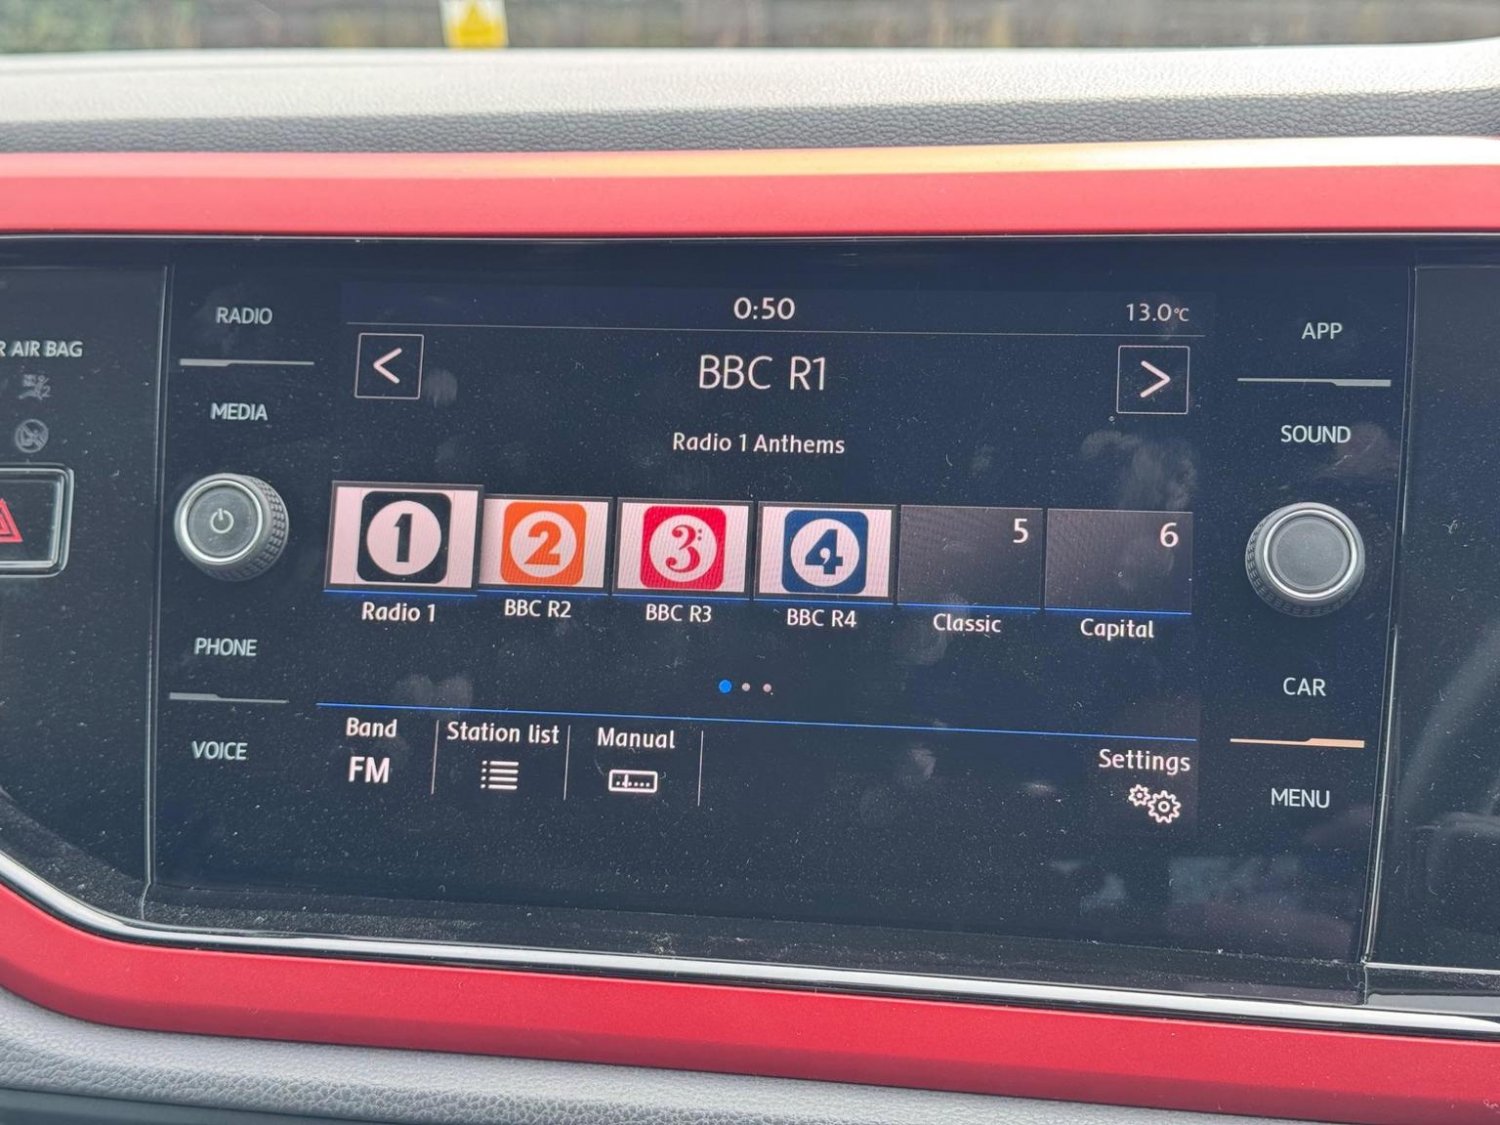 0:50
13.0°C
RADIO
BBC R1
APP
R AIR BAG
MEDIA
Radio 1 Anthems
SOUND
1
2
3
4
5
6
Radio 1
BBC R2
BBC R3
BBC R4
Classic
Capital
PHONE
CAR
VOICE
Band
Station list
Manual
FM
Settings
MENU